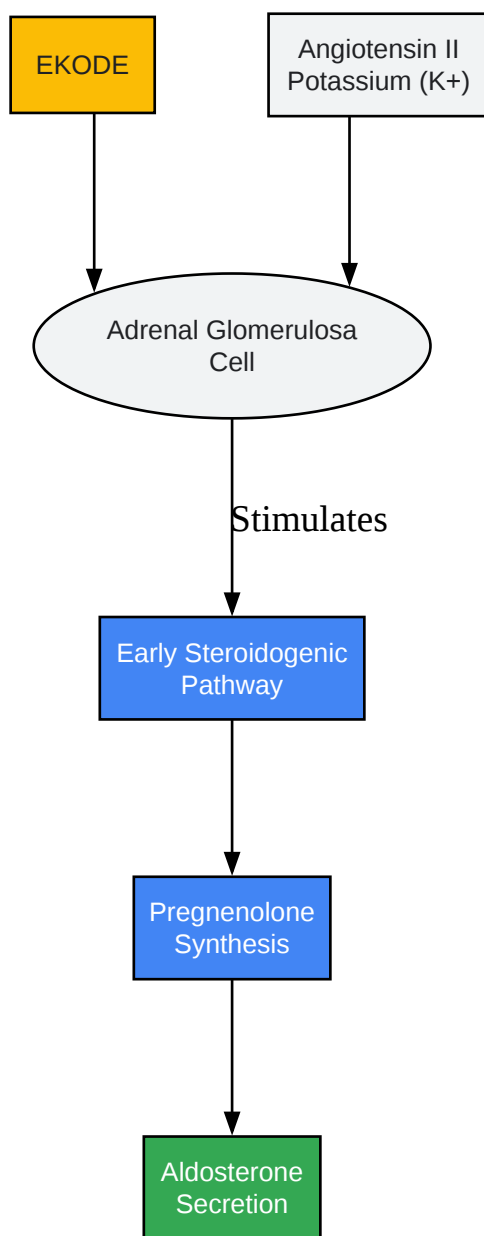 EKODE
Angiotensin II
Potassium (K+)
Adrenal Glomerulosa
Cell
Stimulates
Early Steroidogenic
Pathway
Pregnenolone
Synthesis
Aldosterone
Secretion